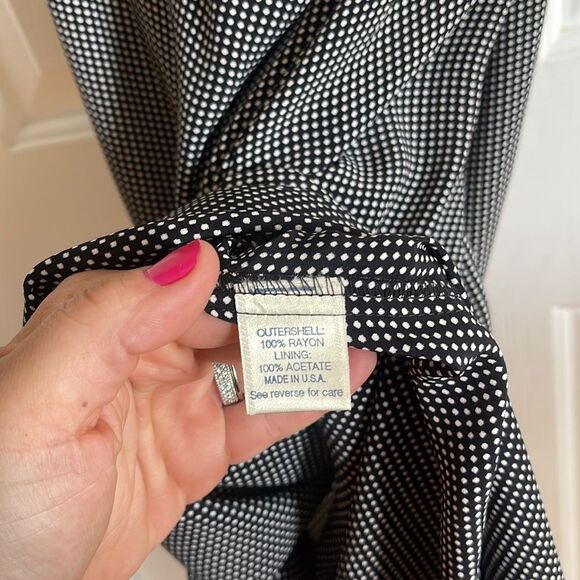 OUTERSHELL:
100% RAYON
LINING:
100% ACETATE
MADE IN U.S.A.
See reverse for care